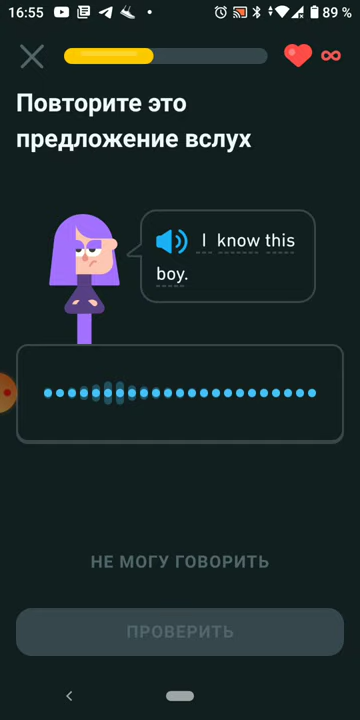 16:55
89 %
∞
Повторите это
предложение вслух
I know this
boy.
НЕ МОГУ ГОВОРИТЬ
ПРОВЕРИТЬ